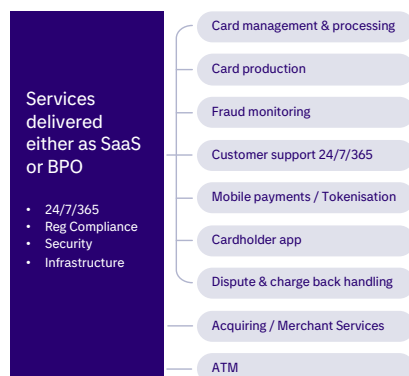 Services
delivered
either as SaaS
or BPO
• 24/7/365
• Reg Compliance
• Security
• Infrastructure
Card management & processing
Card production
Fraud monitoring
Customer support 24/7/365
Mobile payments / Tokenisation
Cardholder app
Dispute & charge back handling
Acquiring / Merchant Services
ATM